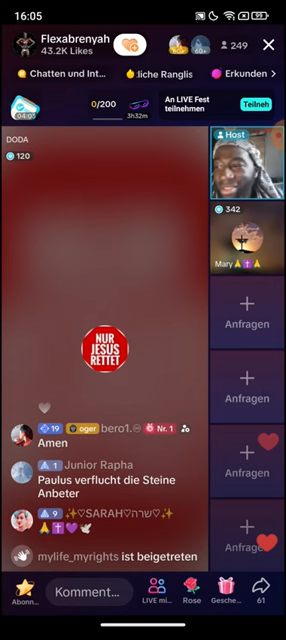 16:05
99
Flexabrenyah
43.2K Likes
60+
249
Chatten und Int...
:liche Ranglis
Erkunden
04:03
0/200
3h32m
An LIVE Fest
teilnehmen
Teilneh
DODA
120
Host
342
Mary🙏✝️🙏
NUR
JESUS
RETTET
Anfragen
Anfragen
Anfragen
Anfrage
19 oger bero1. Nr. 1
Amen
1 Junior Rapha
Paulus verflucht die Steine
Anbeter
9 ✨♡SARAH♡שרה♡✨
🙏✝️💜🕊️
mylife_myrights ist beigetreten
Abonn...
Komment...
LIVE mi...
Rose
Gesche...
61